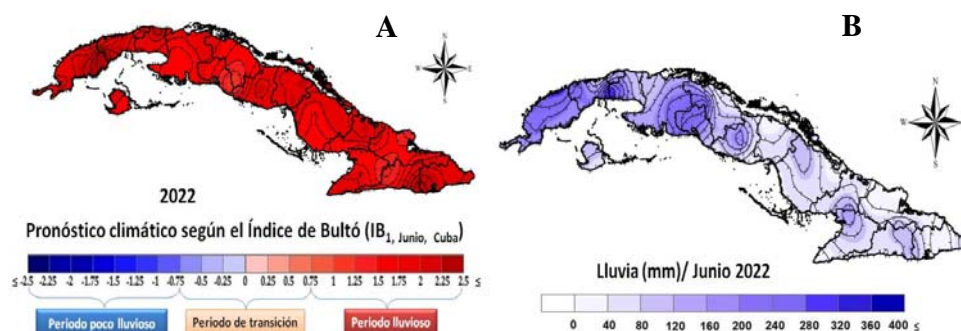 A
N
W E
S
2022
Pronóstico climático según el Índice de Bultó (IB1, Junio, Cuba)
≤ -2.5 -2.25 -2 -1.75 -1.5 -1.25 -1 -0.75 -0.5 -0.25 0 0.25 0.5 0.75 1 1.25 1.5 1.75 2 2.25 2.5 ≤
Periodo poco lluvioso Periodo de transición Periodo lluvioso
B
N
W E
S
Lluvia (mm)/ Junio 2022
0 40 80 120 160 200 240 280 320 360 400 ≤